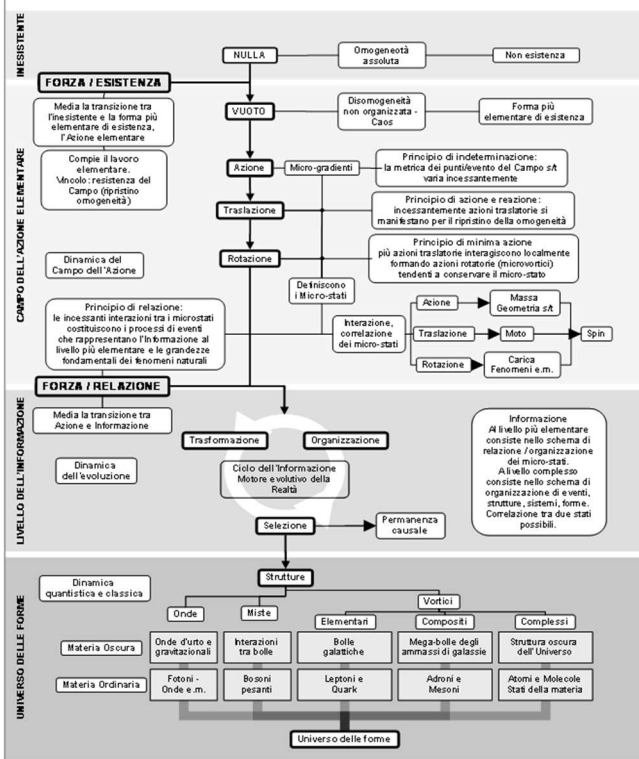 INESISTENTE
NULLA
Omogeneotà
assoluta
Non esistenza
FORZA / ESISTENZA
CAMPO DELL'AZIONE ELEMENTARE
Media la transizione tra
l'inesistente e la forma più
elementare di esistenza,
l'Azione elementare
VUOTO
Disomogeneità
non organizzata -
Caos
Forma più
elementare di esistenza
Compie il lavoro
elementare.
Vincolo: resistenza del
Campo (ripristino
omogeneità)
Azione
Micro-gradienti
Principio di indeterminazione:
la metrica dei punti/evento del Campo s/t
varia incessantemente
Traslazione
Principio di azione e reazione:
incessantemente azioni traslatorie si
manifestano per il ripristino della omogeneità
Rotazione
Principio di minima azione
più azioni traslatorie interagiscono localmente
formando azioni rotatorie (microvortici)
tendenti a conservare il micro-stato
Dinamica del
Campo dell'Azione
Definiscono
i Micro-stati
Principio di relazione:
le incessanti interazioni tra i microstati
costituiscono i processi di eventi
che rappresentano l'Informazione al
livello più elementare e le grandezze
fondamentali dei fenomeni naturali
Interazione,
correlazione
dei micro-stati
Azione
Massa
Geometria s/t
Traslazione
Moto
Spin
Rotazione
Carica
Fenomeni e.m.
FORZA / RELAZIONE
LIVELLO DELL'INFORMAZIONE
Media la transizione tra
Azione e Informazione
Trasformazione
Organizzazione
Dinamica
dell'evoluzione
Ciclo dell'Informazione
Motore evolutivo della
Realtà
Informazione
Al livello più elementare
consiste nello schema di
relazione / organizzazione
dei micro-stati.
A livello complesso
consiste nello schema di
organizzazione di eventi,
strutture, sistemi, forme.
Correlazione tra due stati
possibili.
Selezione
Permanenza
causale
UNIVERSO DELLE FORME
Dinamica
quantistica e classica
Strutture
Onde
Miste
Vortici
Elementari
Compositi
Complessi
Materia Oscura
Onde d'urto e
gravitazionali
Interazioni
tra bolle
Bolle
galattiche
Mega-bolle degli
ammassi di galassie
Struttura oscura
dell'Universo
Materia Ordinaria
Fotoni -
Onde e.m.
Bosoni
pesanti
Leptoni e
Quark
Adroni e
Mesoni
Atomi e Molecole
Stati della materia
Universo delle forme